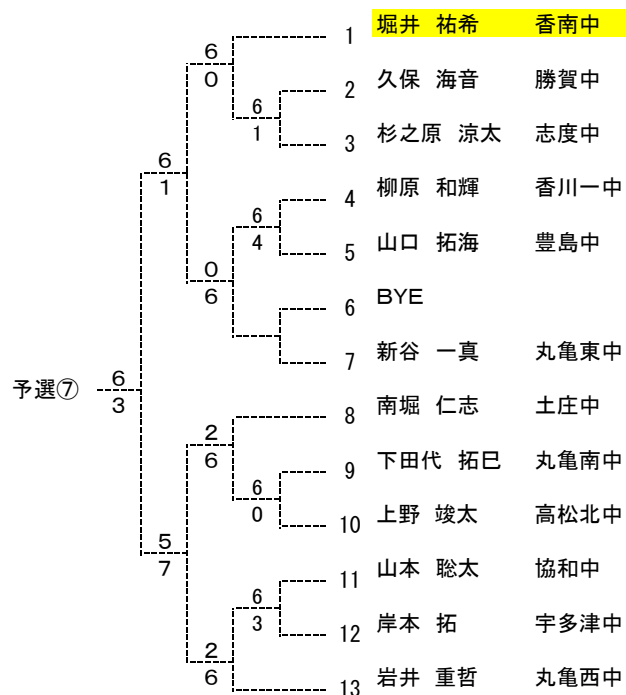 1 堀井 祐希 香南中
6
0
2 久保 海音 勝賀中
6
1
3 杉之原 涼太 志度中
6
1
4 柳原 和輝 香川一中
6
4
5 山口 拓海 豊島中
0
6
6 BYE
7 新谷 一真 丸亀東中
予選⑦
6
3
8 南堀 仁志 土庄中
2
6
9 下田代 拓巳 丸亀南中
6
0
10 上野 竣太 高松北中
5
7
11 山本 聡太 協和中
6
3
12 岸本 拓 宇多津中
2
6
13 岩井 重哲 丸亀西中